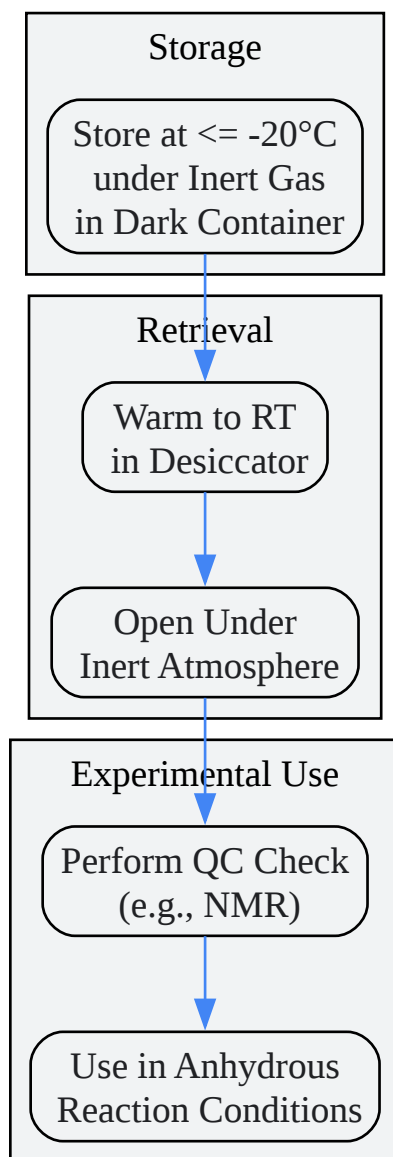 Storage
Store at <= -20°C
under Inert Gas
in Dark Container
Retrieval
Warm to RT
in Desiccator
Open Under
Inert Atmosphere
Experimental Use
Perform QC Check
(e.g., NMR)
Use in Anhydrous
Reaction Conditions